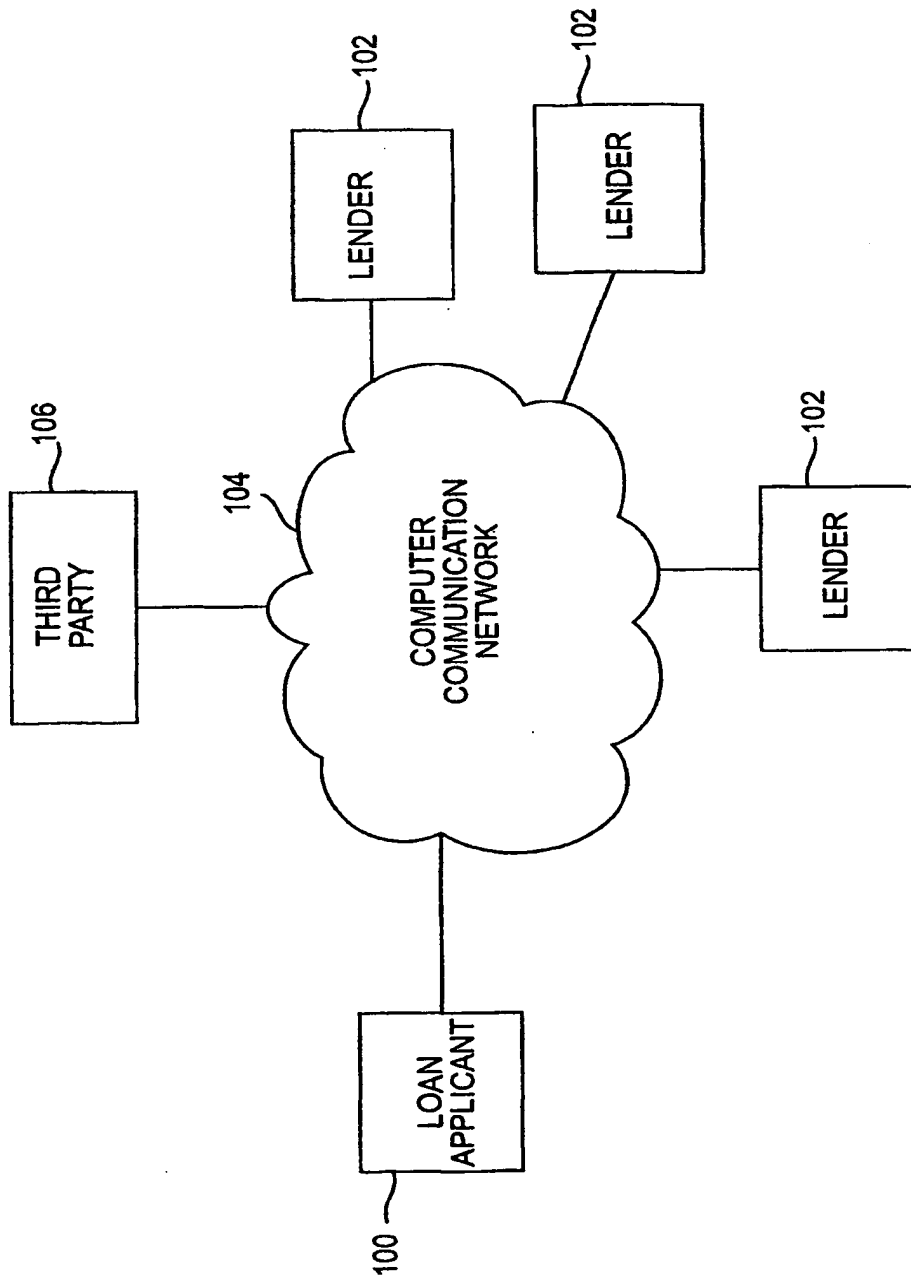 THIRD
PARTY
106
104
LENDER
102
LENDER
102
COMPUTER
COMMUNICATION
NETWORK
LOAN
APPLICANT
100
LENDER
102